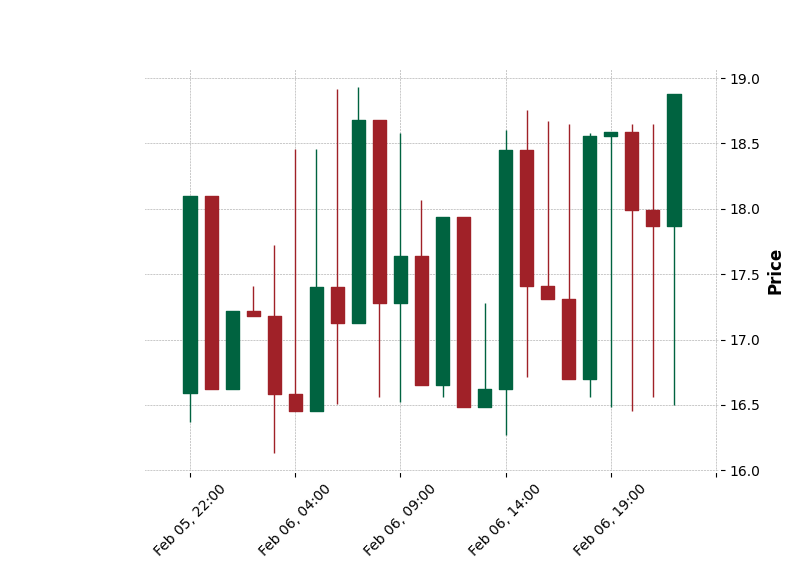 19.0
18.5
18.0
17.5
17.0
16.5
16.0
Price
Feb 05, 22:00
Feb 06, 04:00
Feb 06, 09:00
Feb 06, 14:00
Feb 06, 19:00